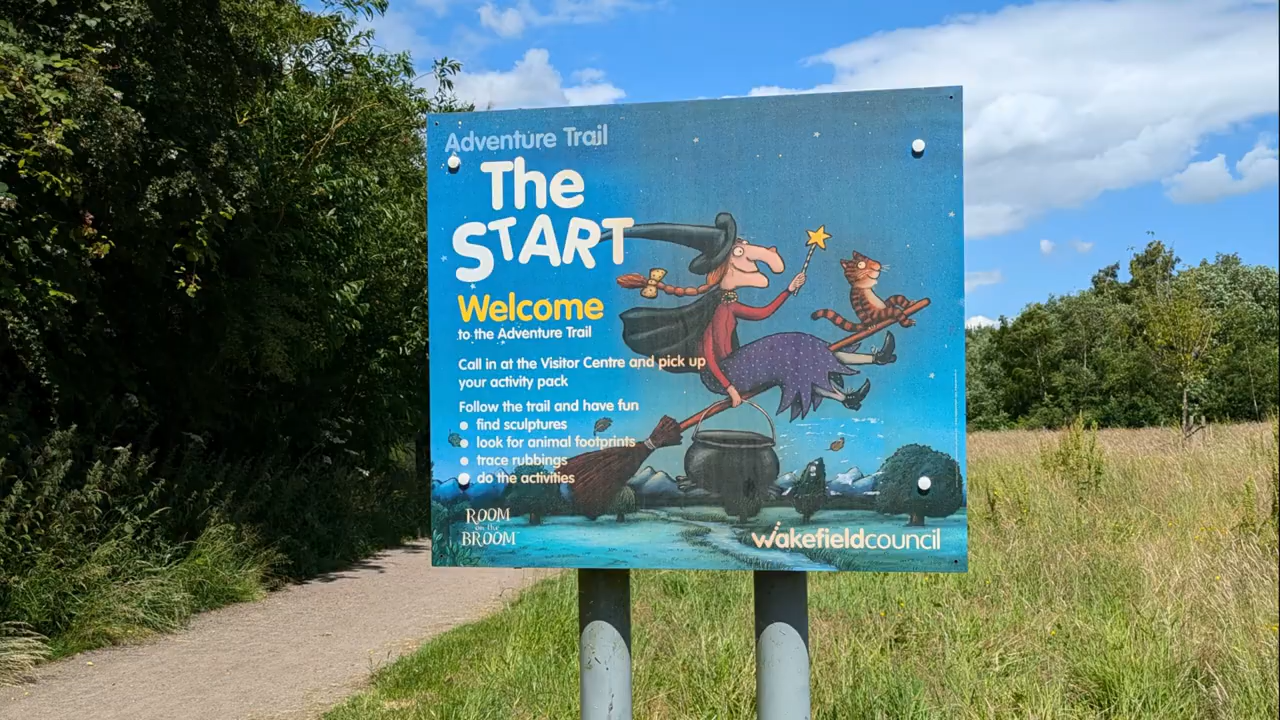 Adventure Trail
The
START
Welcome
to the Adventure Trail
Call in at the Visitor Centre and pick up
your activity pack
Follow the trail and have fun
find sculptures
look for animal footprints
trace rubbings
do the activities
ROOM
on the
BROOM
wakefieldcouncil